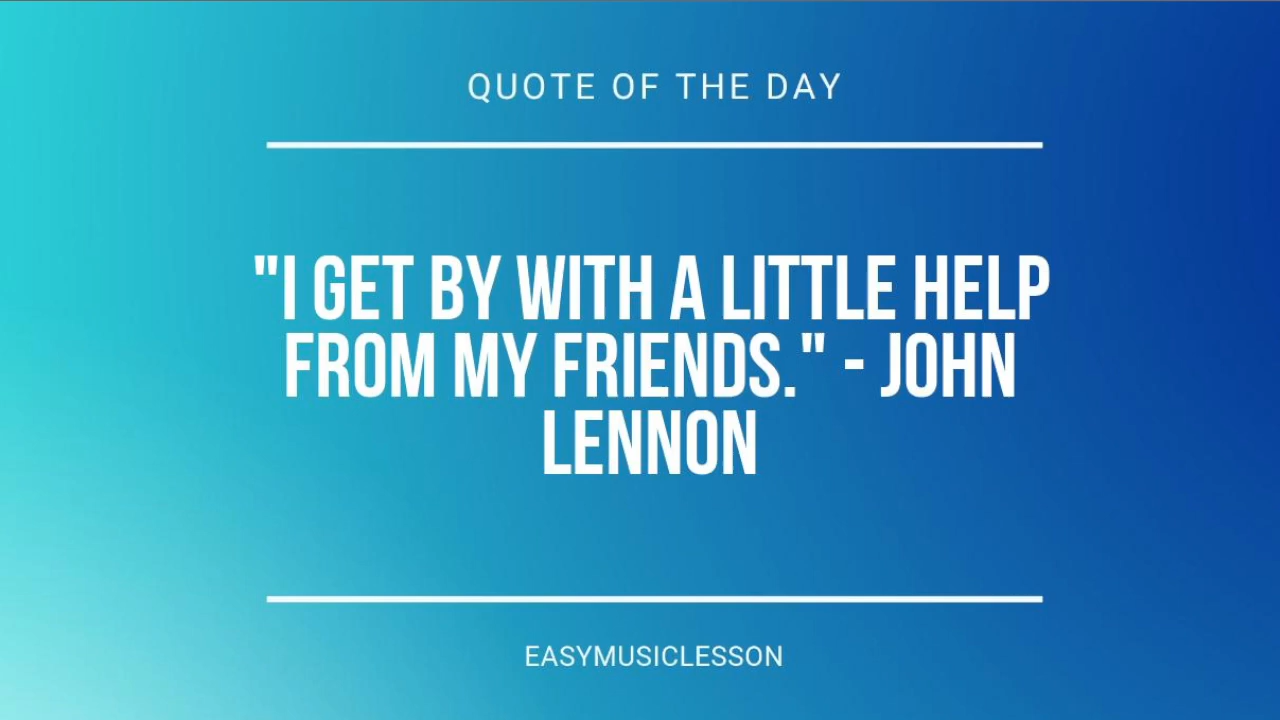 QUOTE OF THE DAY
"I GET BY WITH A LITTLE HELP
FROM MY FRIENDS." - JOHN
LENNON
EASYMUSICLESSON